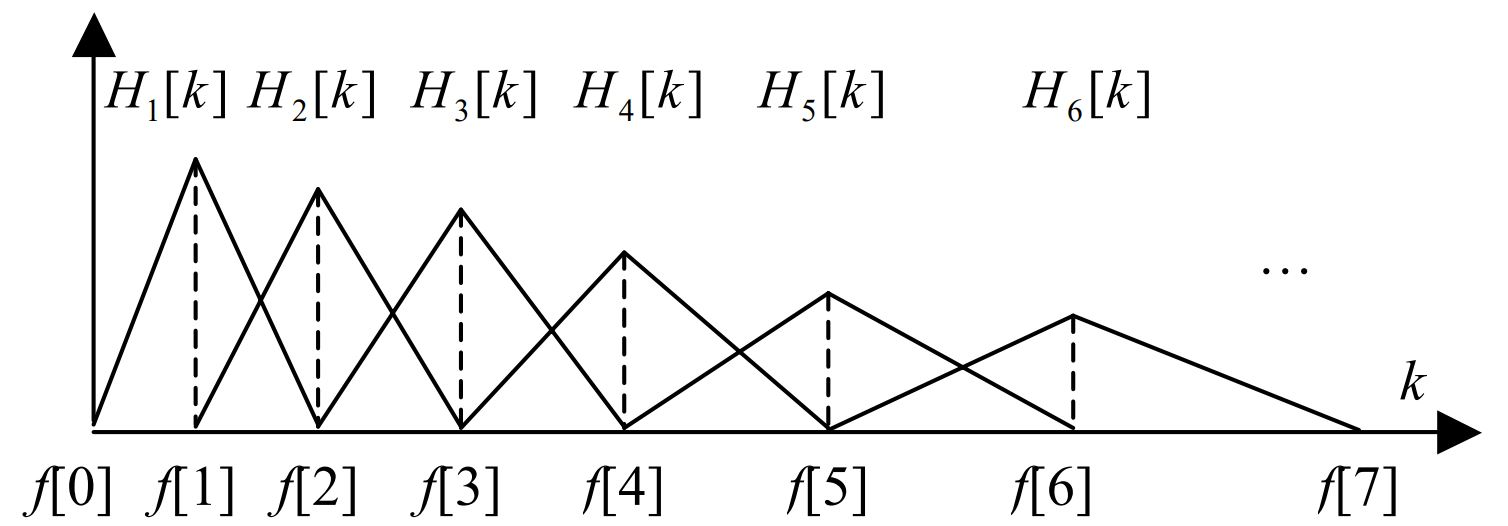 H₁[k] H₂[k] H₃[k] H₄[k] H₅[k] H₆[k]
...
k
f[0] f[1] f[2] f[3] f[4] f[5] f[6] f[7]